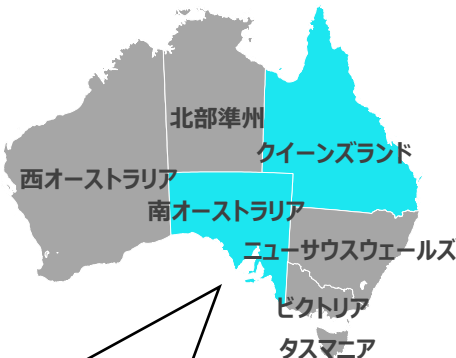 北部準州
クイーンズランド
西オーストラリア
南オーストラリア
ニューサウスウェールズ
ビクトリア
タスマニア